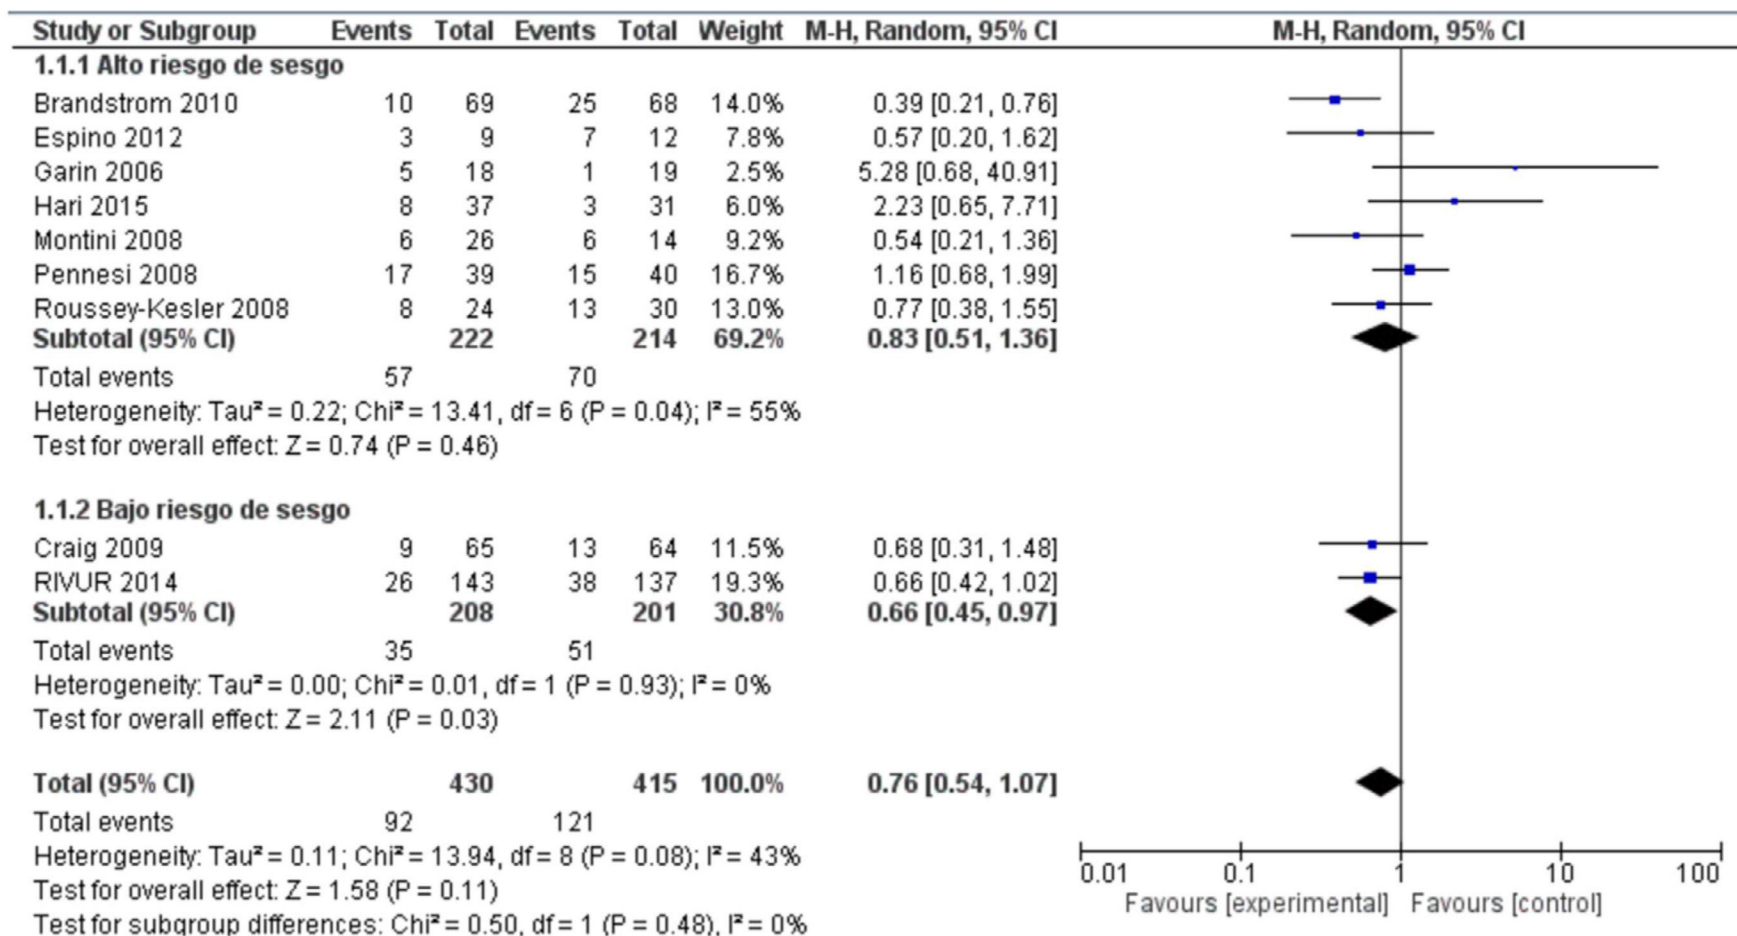 Study or Subgroup Events Total Events Total Weight M-H, Random, 95% CI M-H, Random, 95% CI
1.1.1 Alto riesgo de sesgo
Brandstrom 2010 10 69 25 68 14.0% 0.39 [0.21, 0.76]
Espino 2012 3 9 7 12 7.8% 0.57 [0.20, 1.62]
Garin 2006 5 18 1 19 2.5% 5.28 [0.68, 40.91]
Hari 2015 8 37 3 31 6.0% 2.23 [0.65, 7.71]
Montini 2008 6 26 6 14 9.2% 0.54 [0.21, 1.36]
Pennesi 2008 17 39 15 40 16.7% 1.16 [0.68, 1.99]
Roussey-Kesler 2008 8 24 13 30 13.0% 0.77 [0.38, 1.55]
Subtotal (95% CI) 222 214 69.2% 0.83 [0.51, 1.36]
Total events 57 70
Heterogeneity: Tau² = 0.22; Chi² = 13.41, df = 6 (P = 0.04); I² = 55%
Test for overall effect: Z = 0.74 (P = 0.46)
1.1.2 Bajo riesgo de sesgo
Craig 2009 9 65 13 64 11.5% 0.68 [0.31, 1.48]
RIVUR 2014 26 143 38 137 19.3% 0.66 [0.42, 1.02]
Subtotal (95% CI) 208 201 30.8% 0.66 [0.45, 0.97]
Total events 35 51
Heterogeneity: Tau² = 0.00; Chi² = 0.01, df = 1 (P = 0.93); I² = 0%
Test for overall effect: Z = 2.11 (P = 0.03)
Total (95% CI) 430 415 100.0% 0.76 [0.54, 1.07]
Total events 92 121
Heterogeneity: Tau² = 0.11; Chi² = 13.94, df = 8 (P = 0.08); I² = 43%
Test for overall effect: Z = 1.58 (P = 0.11)
Test for subgroup differences: Chi² = 0.50, df = 1 (P = 0.48), I² = 0%
0.01 0.1 1 10 100
Favours [experimental] Favours [control]